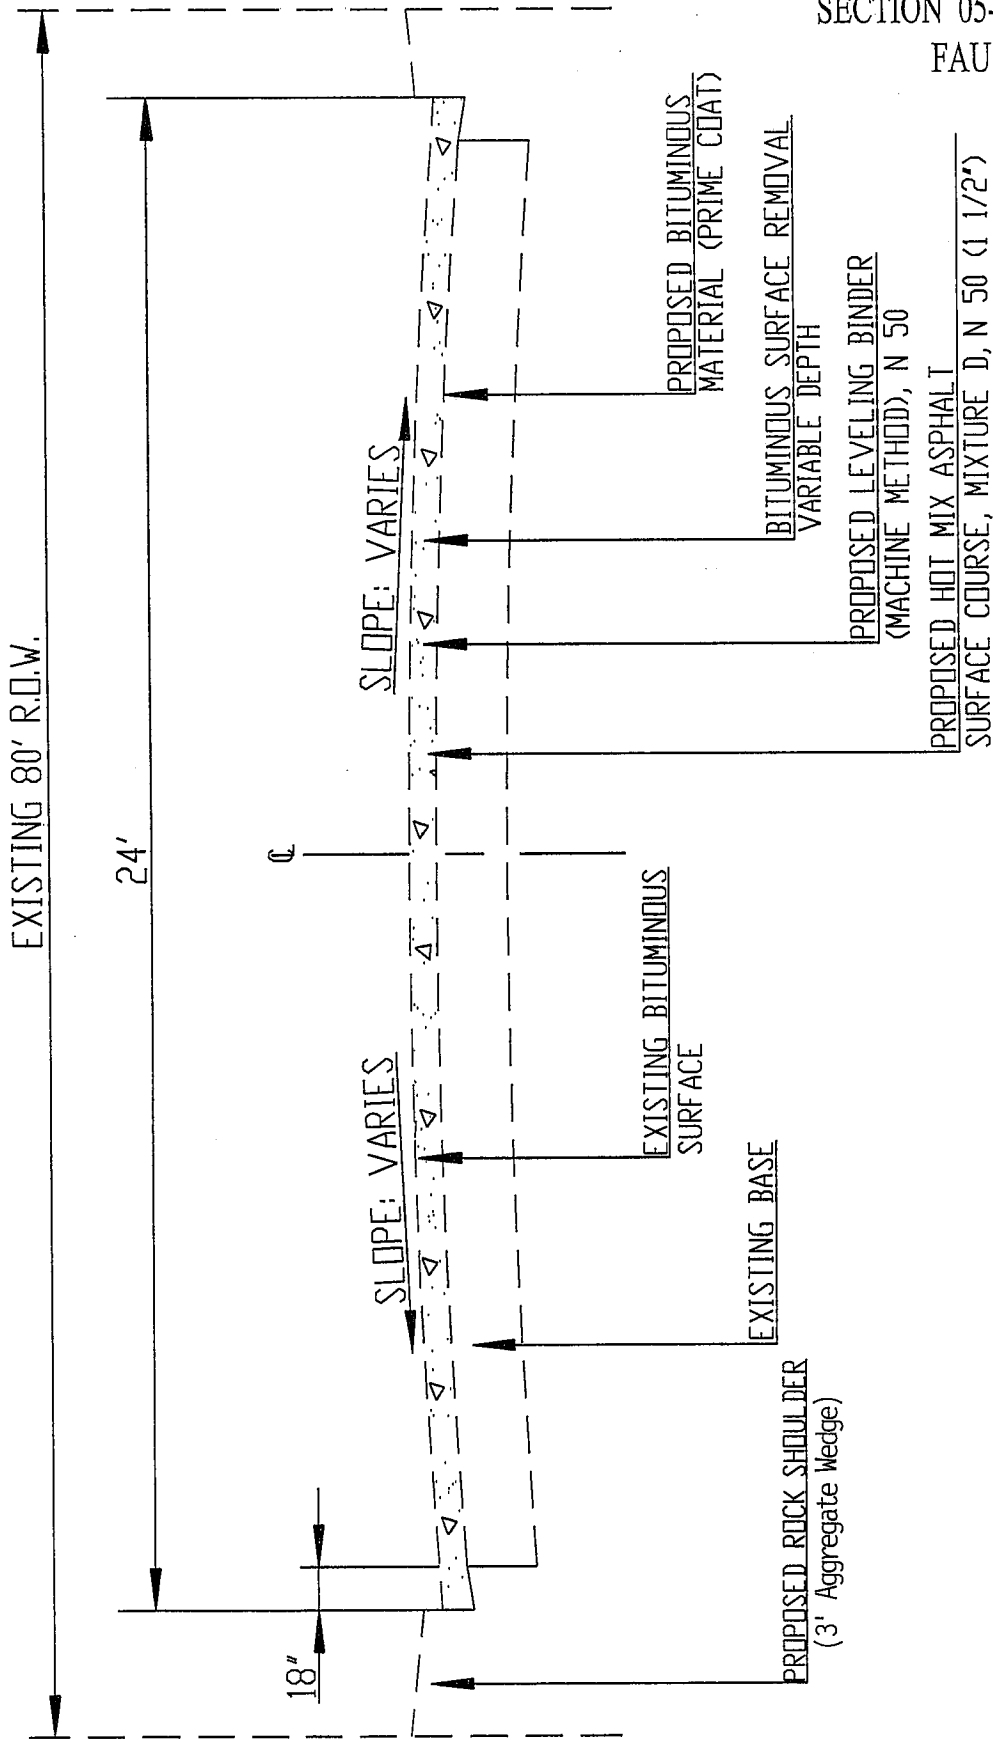 SECTION 05-
FAU
EXISTING 80' R.O.W.
24'
℄
SLOPE: VARIES
SLOPE: VARIES
18"
PROPOSED ROCK SHOULDER
(3' Aggregate Wedge)
EXISTING BASE
EXISTING BITUMINOUS
SURFACE
PROPOSED HOT MIX ASPHALT
SURFACE COURSE, MIXTURE D, N 50 (1 1/2")
PROPOSED LEVELING BINDER
(MACHINE METHOD), N 50
BITUMINOUS SURFACE REMOVAL
VARIABLE DEPTH
PROPOSED BITUMINOUS
MATERIAL (PRIME COAT)